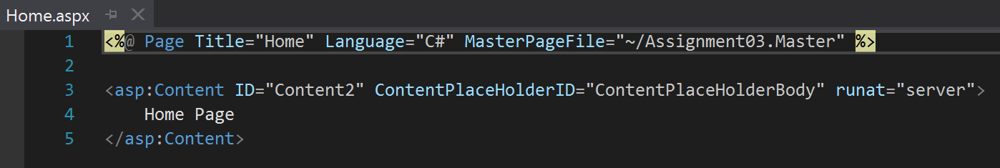 Home.aspx
1 <%@ Page Title="Home" Language="C#" MasterPageFile="~/Assignment03.Master" %>
2
3 <asp:Content ID="Content2" ContentPlaceHolderID="ContentPlaceHolderBody" runat="server">
4     Home Page
5 </asp:Content>